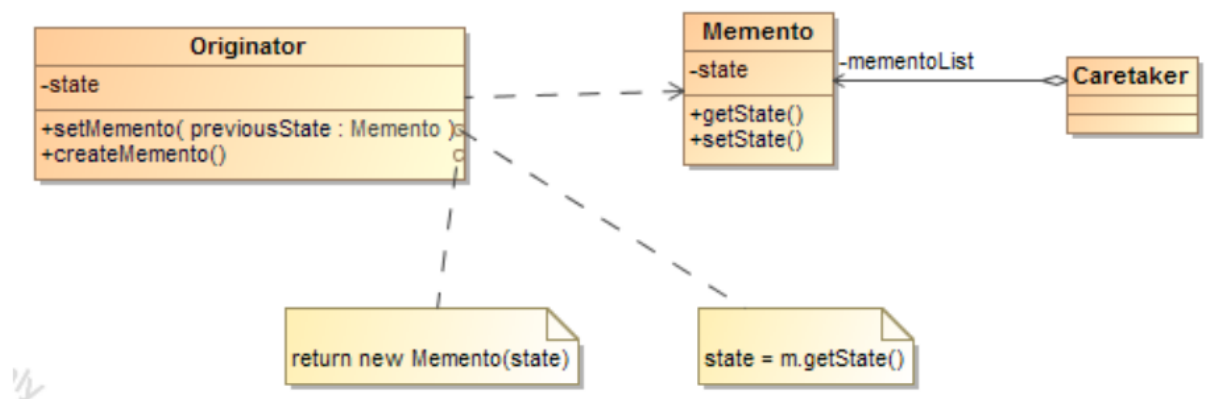 Originator
-state
+setMemento( previousState : Memento )
+createMemento()
Memento
-state
+getState()
+setState()
-mementoList
Caretaker
return new Memento(state)
state = m.getState()